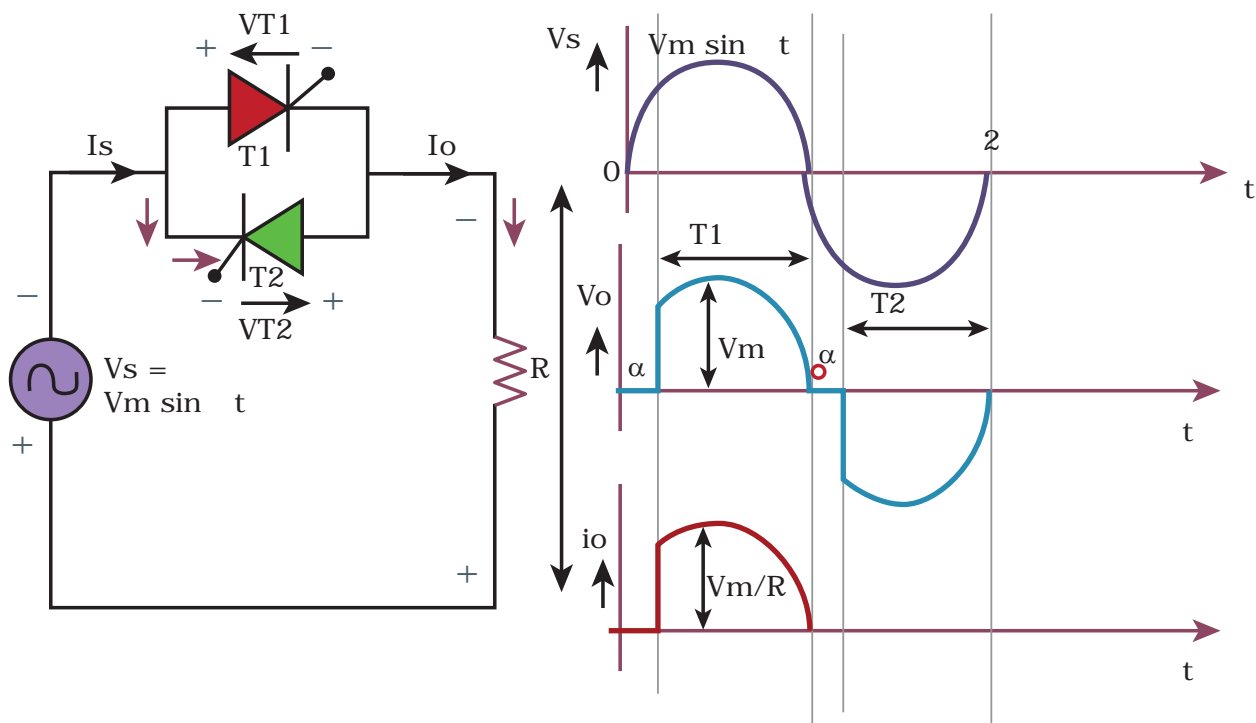 VT1
+ −
Is
T1
Io
−
T2
− +
VT2
−
Vs =
Vm sin t
+
R
+
Vs
Vm sin t
0
2
t
T1
Vo
Vm
α
α
T2
t
io
Vm/R
t